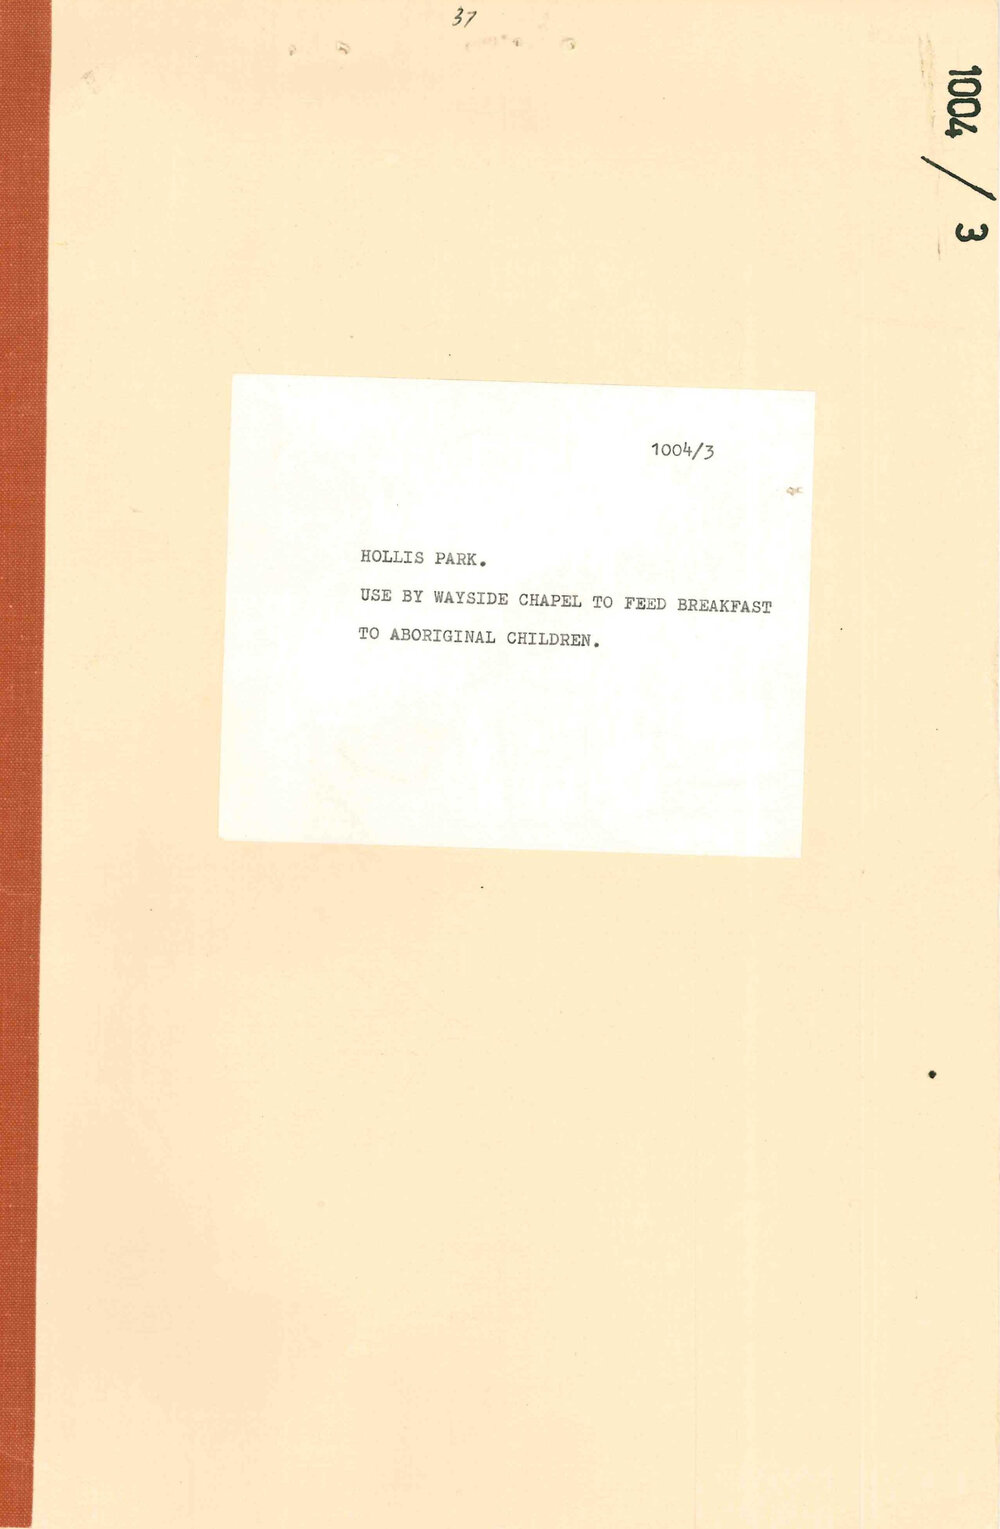 37
1004 / 3
1004/3
HOLLIS PARK.
USE BY WAYSIDE CHAPEL TO FEED BREAKFAST
TO ABORIGINAL CHILDREN.